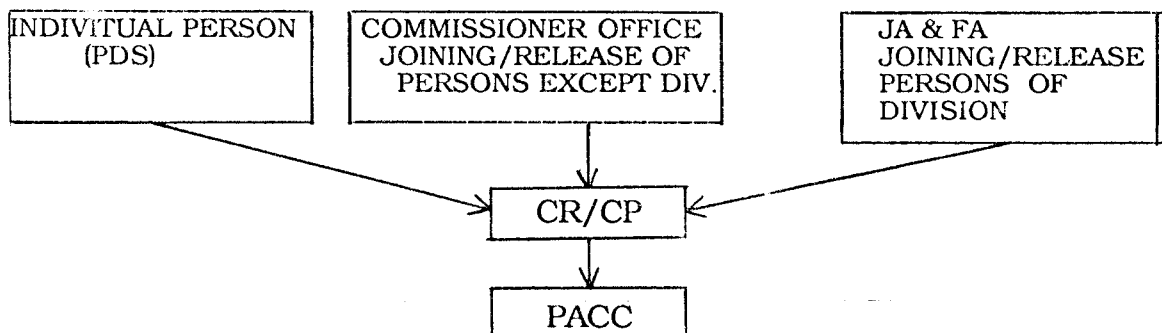 INDIVITUAL PERSON
(PDS)
COMMISSIONER OFFICE
JOINING/RELEASE OF
PERSONS EXCEPT DIV.
JA & FA
JOINING/RELEASE
PERSONS OF
DIVISION
CR/CP
PACC